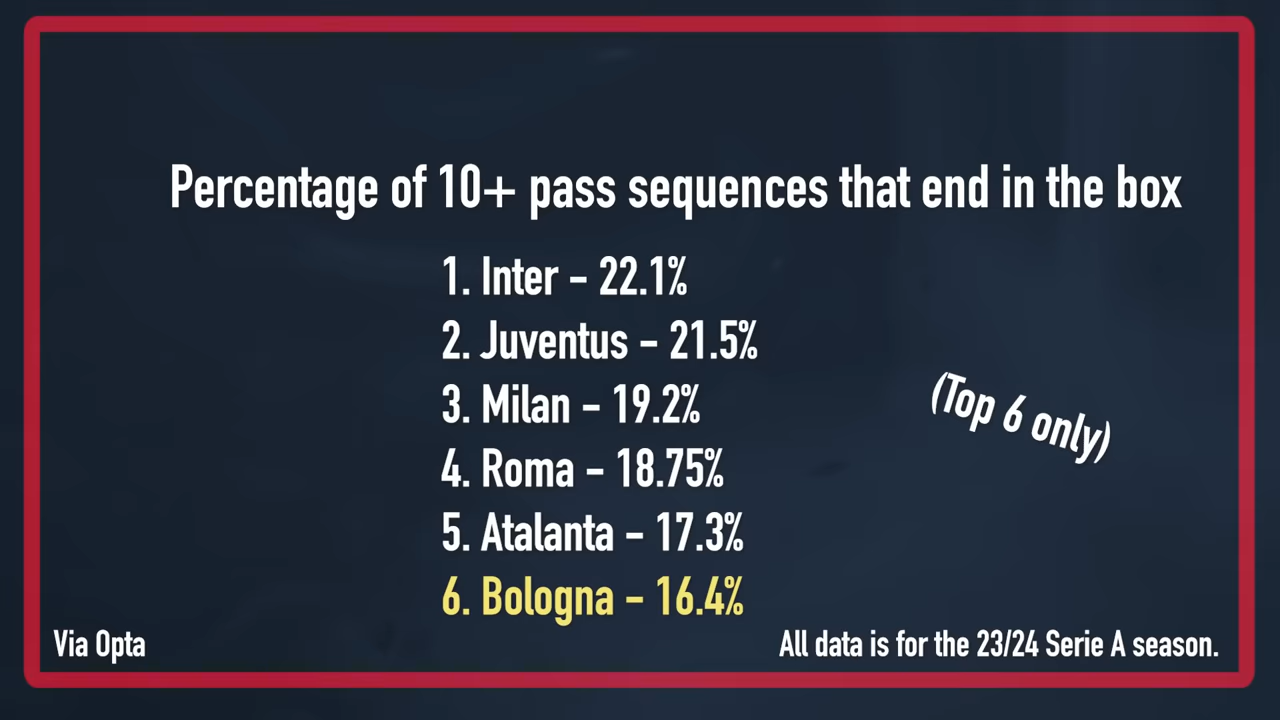 Percentage of 10+ pass sequences that end in the box
1. Inter – 22.1%
2. Juventus – 21.5%
3. Milan – 19.2%
4. Roma – 18.75%
5. Atalanta – 17.3%
6. Bologna – 16.4%
(Top 6 only)
Via Opta
All data is for the 23/24 Serie A season.